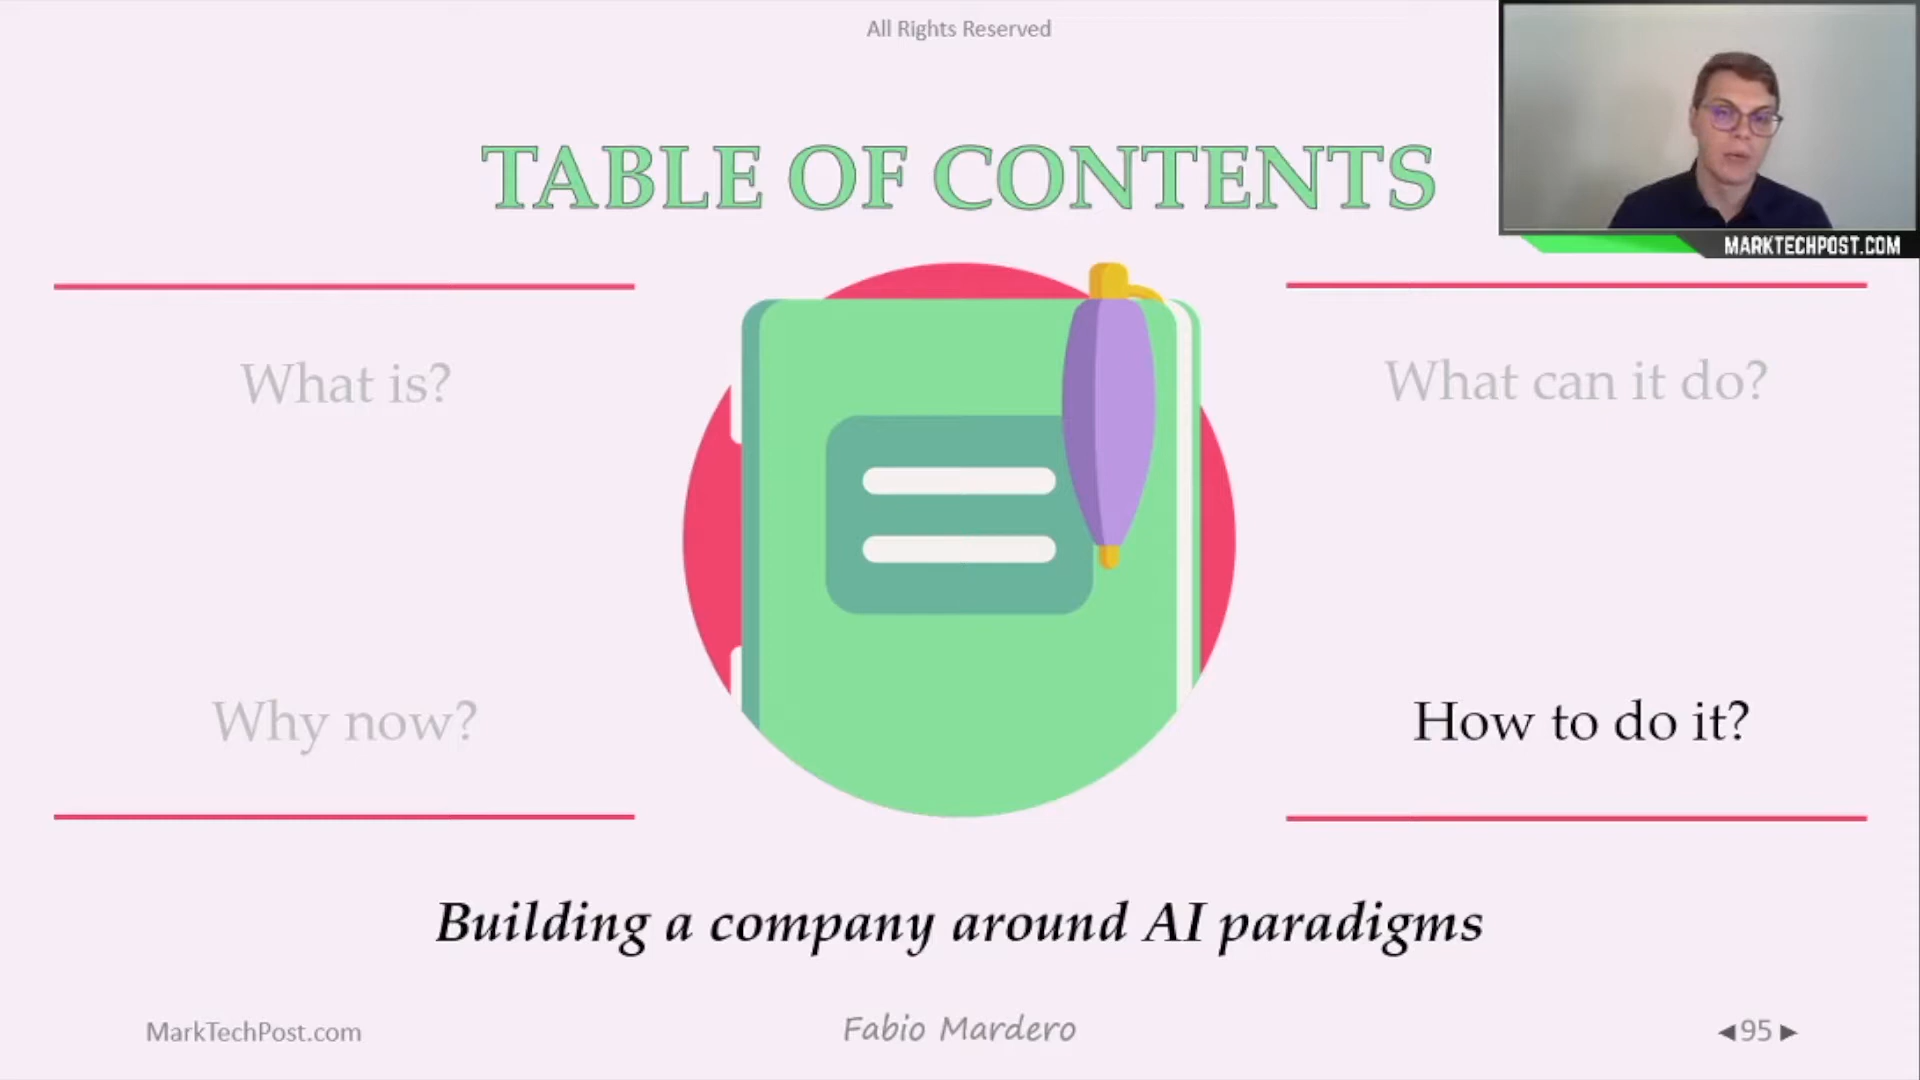 All Rights Reserved
TABLE OF CONTENTS
MARKTECHPOST.COM
What is?
What can it do?
Why now?
How to do it?
Building a company around AI paradigms
MarkTechPost.com
Fabio Mardero
◀95▶